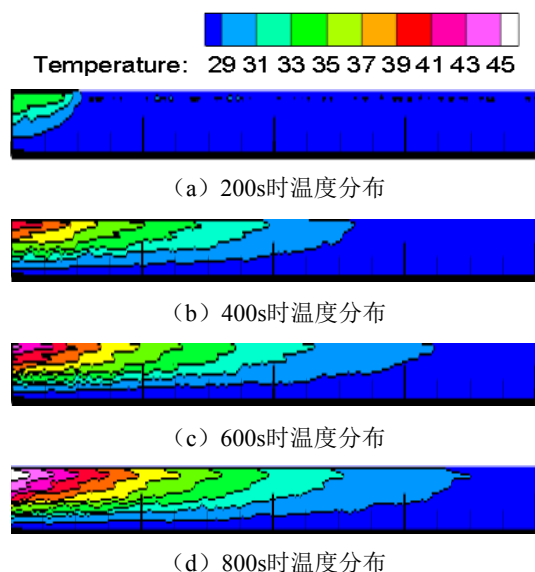 Temperature: 29 31 33 35 37 39 41 43 45
（a）200s时温度分布
（b）400s时温度分布
（c）600s时温度分布
（d）800s时温度分布